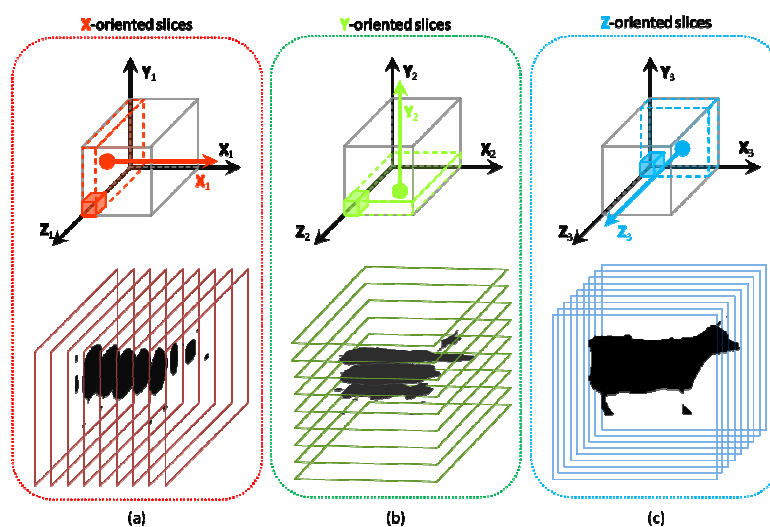 X-oriented slices
Y-oriented slices
Z-oriented slices
Y1
X1
X1
Z1
Y2
Y2
X2
Z2
Y3
X3
Z3
Z3
(a)
(b)
(c)